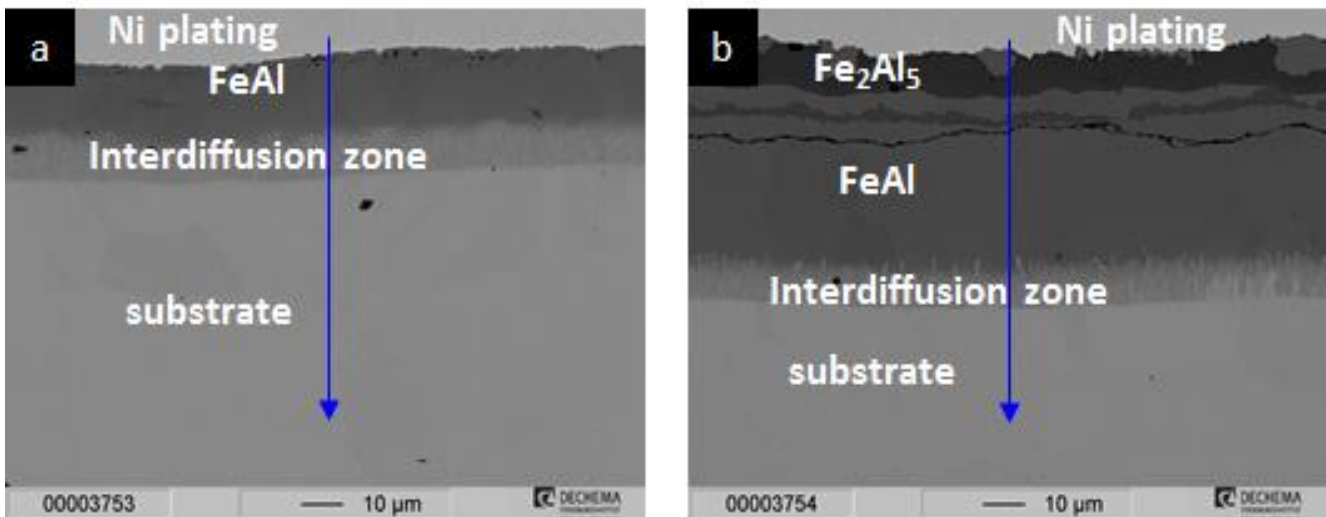 a
Ni plating
FeAl
Interdiffusion zone
substrate
00003753
10 µm
DECHEMA
b
Ni plating
Fe₂Al₅
FeAl
Interdiffusion zone
substrate
00003754
10 µm
DECHEMA